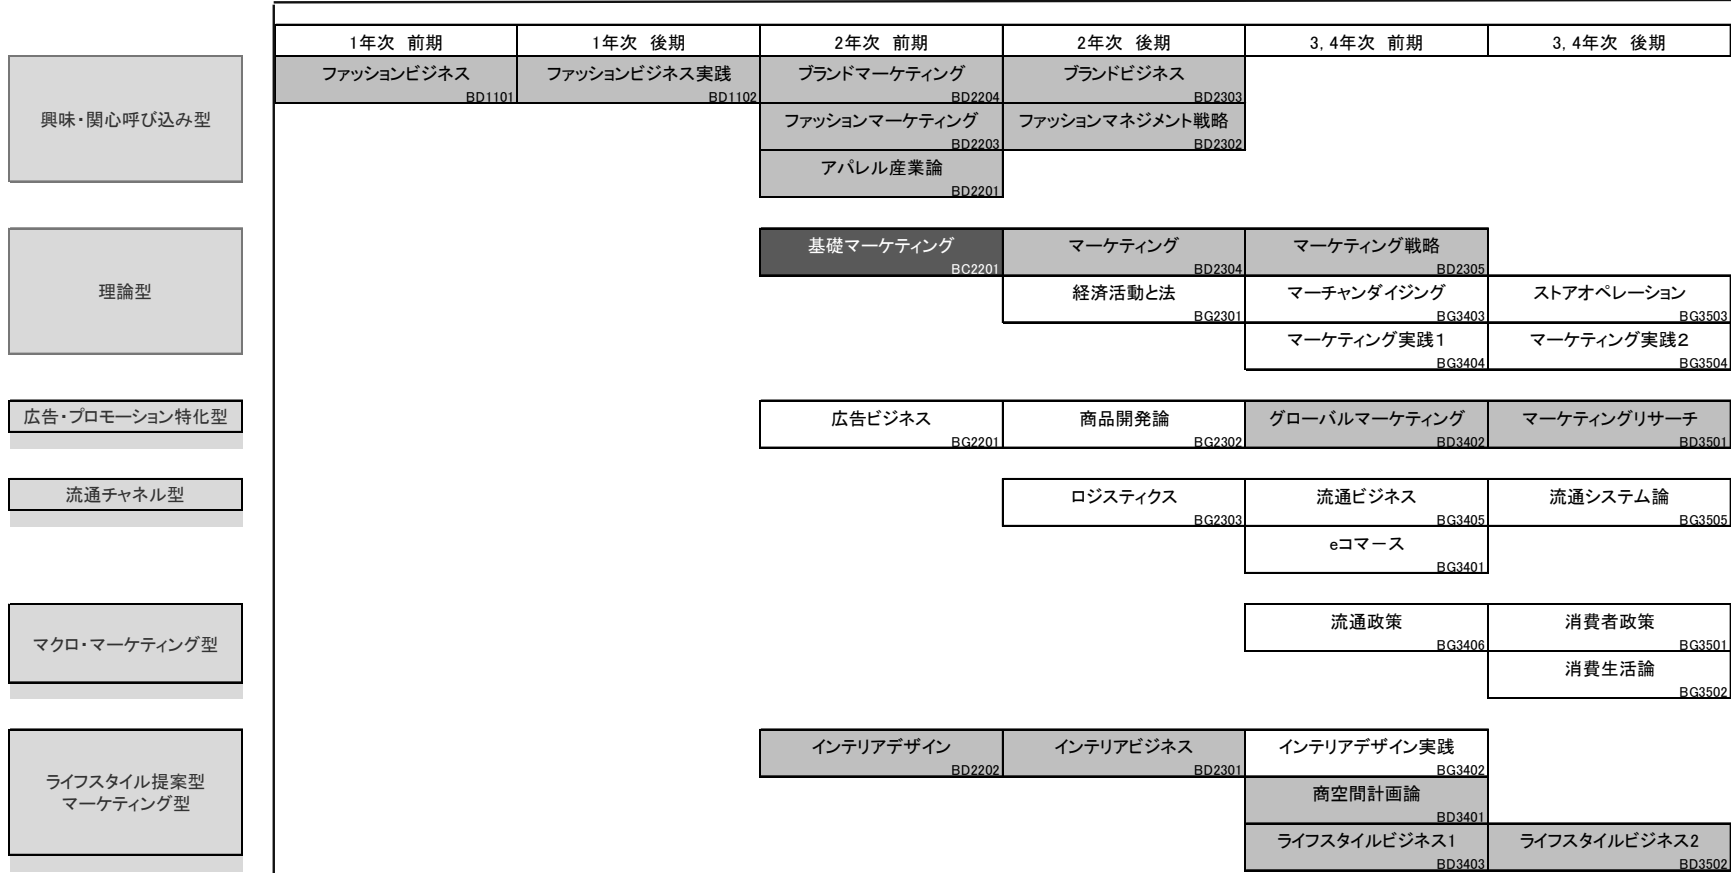 1年次 前期
1年次 後期
2年次 前期
2年次 後期
3,4年次 前期
3,4年次 後期
興味・関心呼び込み型
ファッションビジネス
BD1101
ファッションビジネス実践
BD1102
ブランドマーケティング
BD2204
ブランドビジネス
BD2303
ファッションマーケティング
BD2203
ファッションマネジメント戦略
BD2302
アパレル産業論
BD2201
理論型
基礎マーケティング
BC2201
マーケティング
BD2304
マーケティング戦略
BD2305
経済活動と法
BG2301
マーチャンダイジング
BG3403
ストアオペレーション
BG3503
マーケティング実践1
BG3404
マーケティング実践2
BG3504
広告・プロモーション特化型
広告ビジネス
BG2201
商品開発論
BG2302
グローバルマーケティング
BD3402
マーケティングリサーチ
BD3501
流通チャネル型
ロジスティクス
BG2303
流通ビジネス
BG3405
流通システム論
BG3505
eコマース
BG3401
マクロ・マーケティング型
流通政策
BG3406
消費者政策
BG3501
消費生活論
BG3502
ライフスタイル提案型
マーケティング型
インテリアデザイン
BD2202
インテリアビジネス
BD2301
インテリアデザイン実践
BG3402
商空間計画論
BD3401
ライフスタイルビジネス1
BD3403
ライフスタイルビジネス2
BD3502